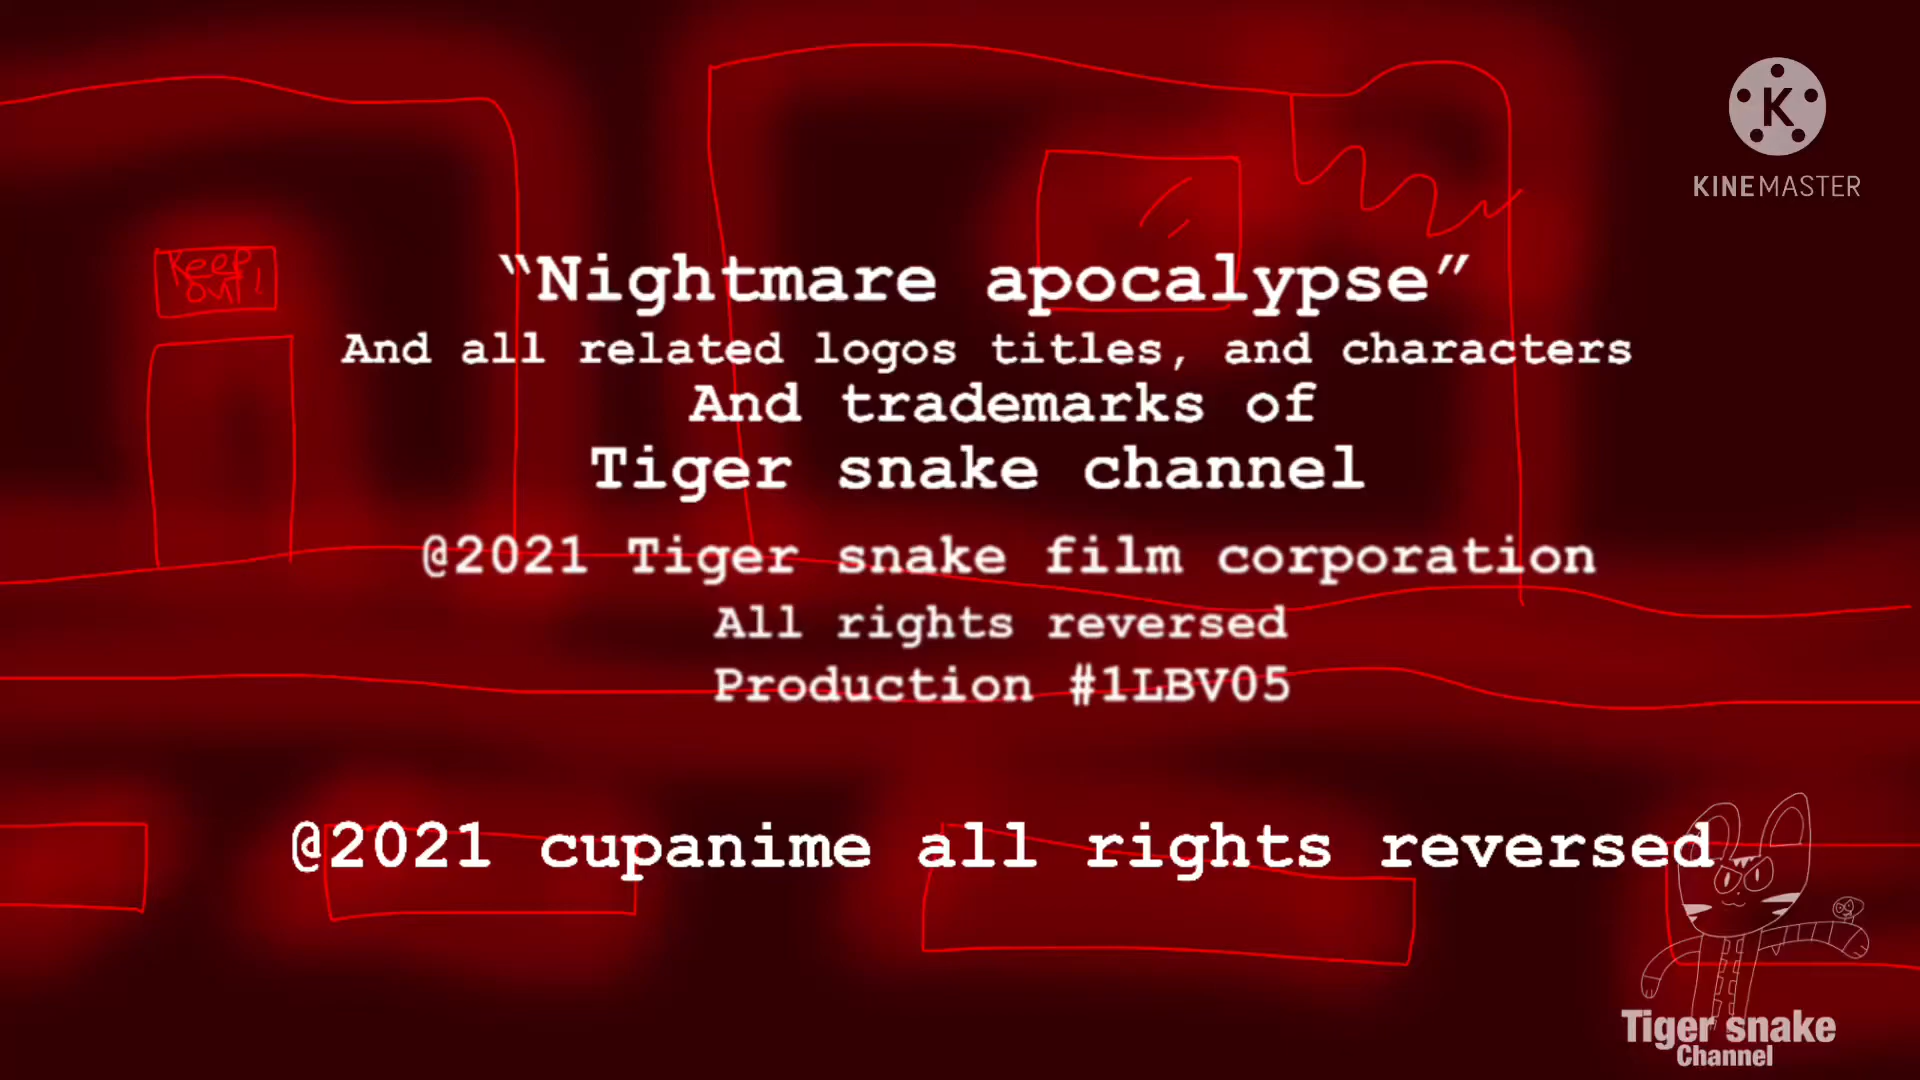 K
KINEMASTER
Keep
out!
“Nightmare apocalypse”
And all related logos titles, and characters
And trademarks of
Tiger snake channel
@2021 Tiger snake film corporation
All rights reversed
Production #1LBV05
@2021 cupanime all rights reversed
Tiger snake
Channel